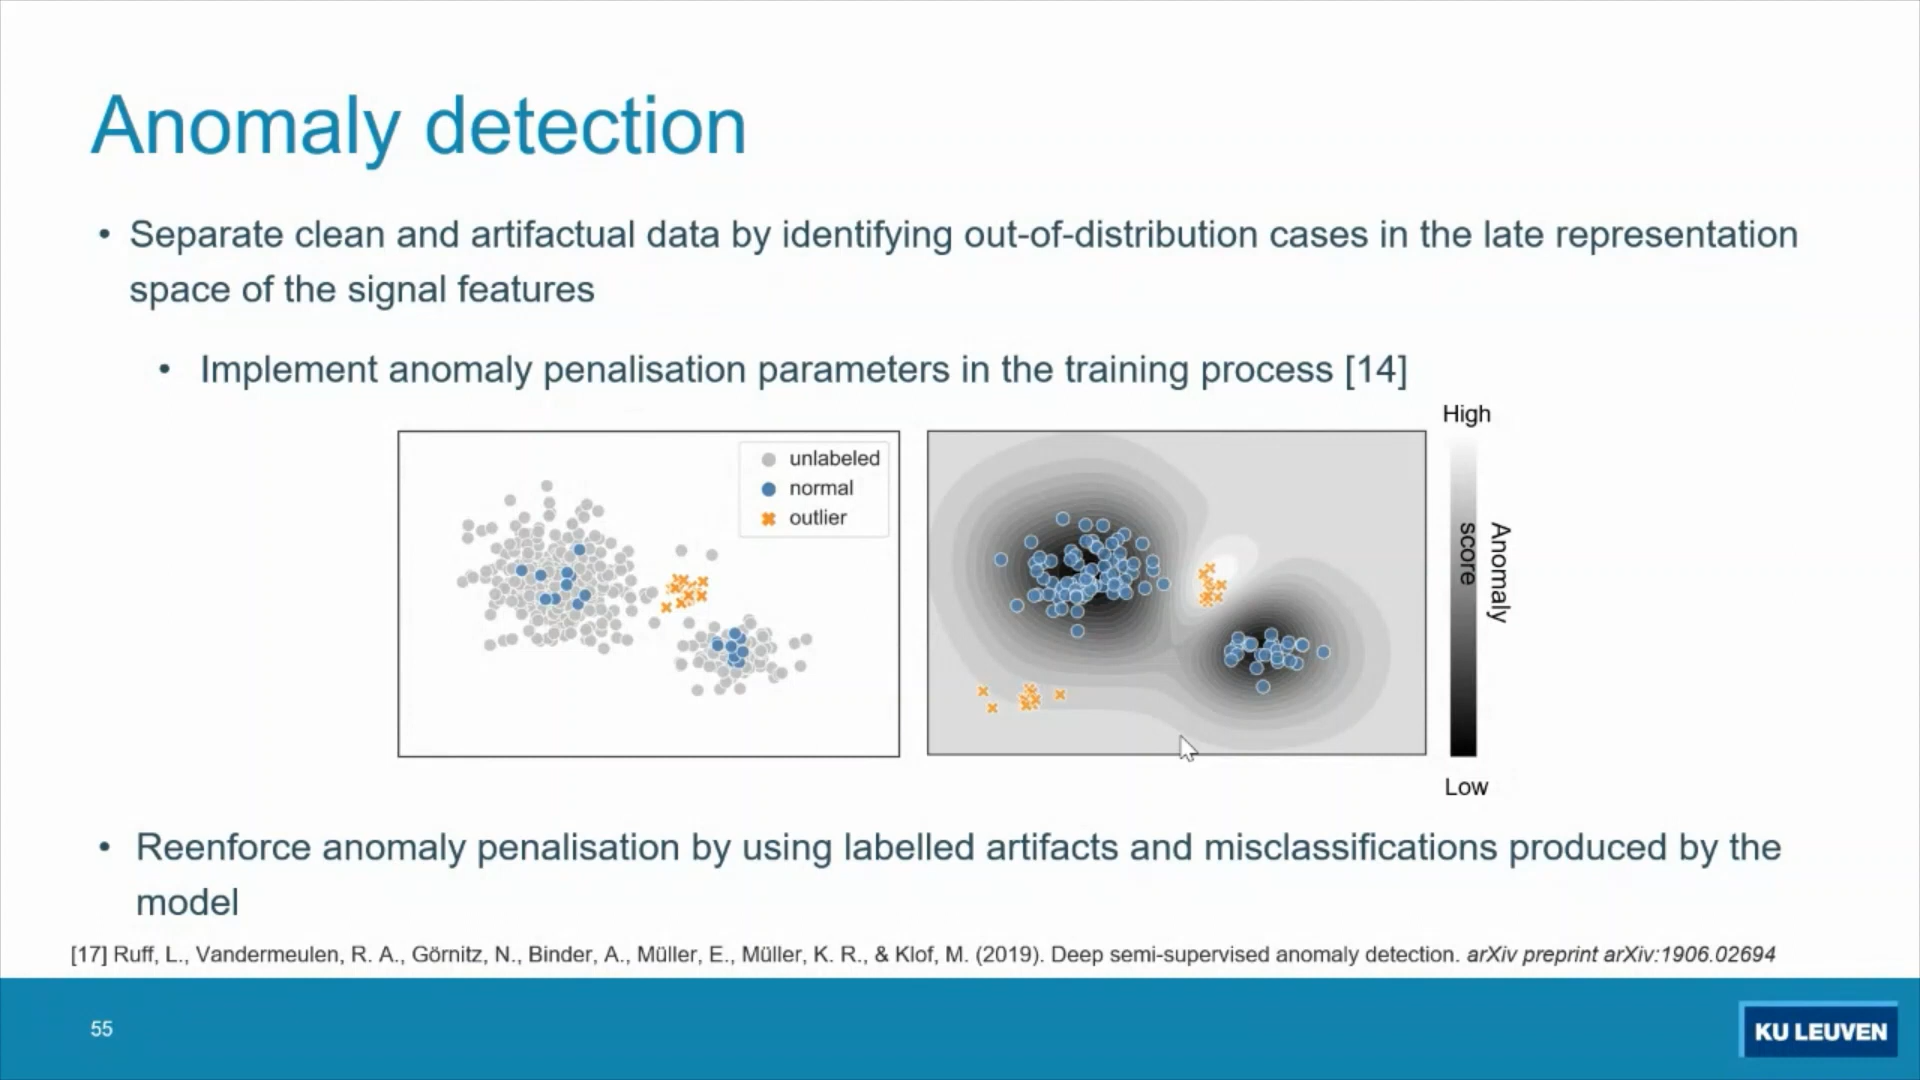 Anomaly detection
• Separate clean and artifactual data by identifying out-of-distribution cases in the late representation
space of the signal features
• Implement anomaly penalisation parameters in the training process [14]
unlabeled
normal
outlier
High
Anomaly
score
Low
• Reenforce anomaly penalisation by using labelled artifacts and misclassifications produced by the
model
[17] Ruff, L., Vandermeulen, R. A., Görnitz, N., Binder, A., Müller, E., Müller, K. R., & Klof, M. (2019). Deep semi-supervised anomaly detection. arXiv preprint arXiv:1906.02694
55
KU LEUVEN